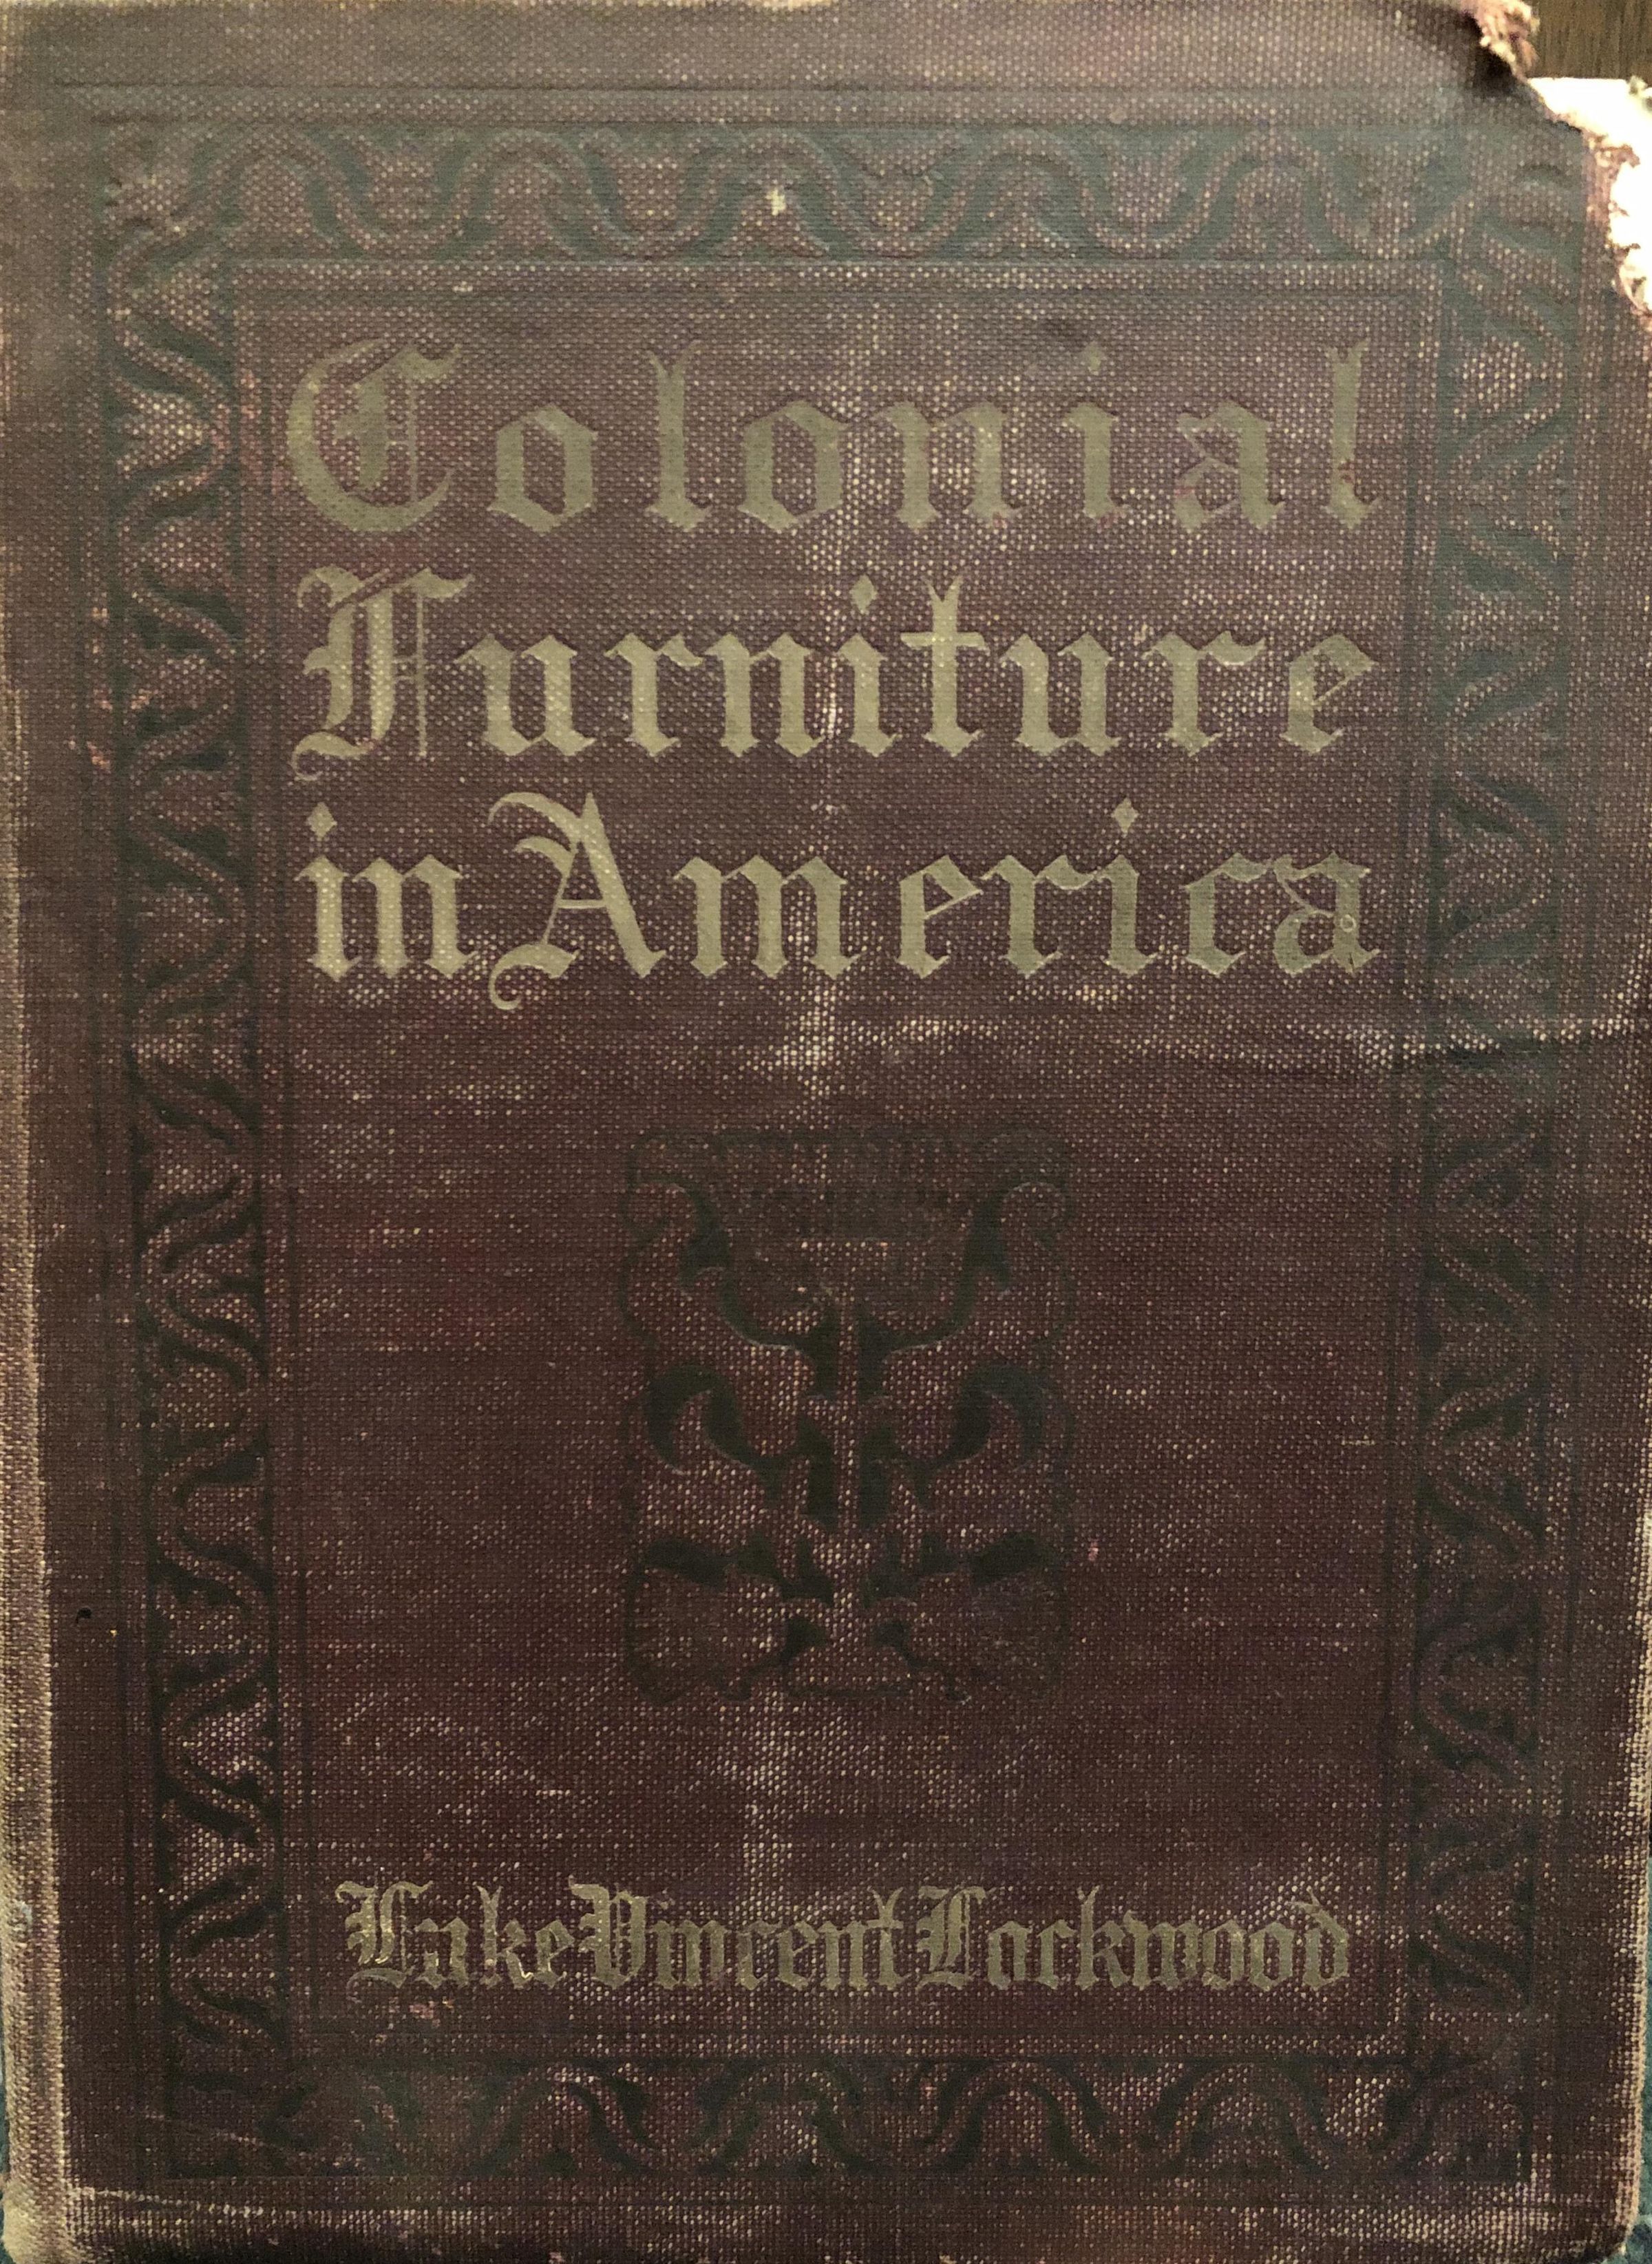 Colonial
Furniture
in America
Luke Vincent Lockwood